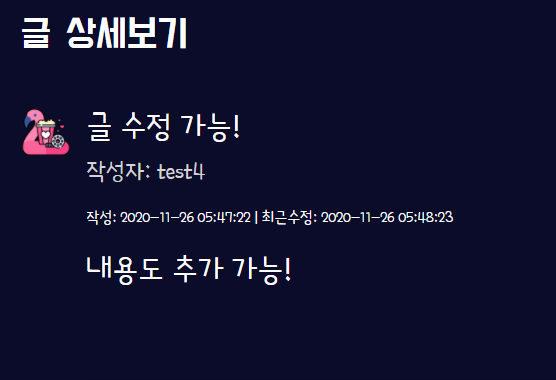 글 상세보기
글 수정 가능!
작성자: test4
작성: 2020-11-26 05:47:22 | 최근수정: 2020-11-26 05:48:23
내용도 추가 가능!